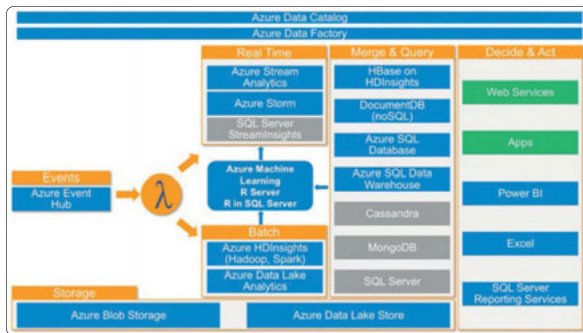 Azure Data Catalog
Azure Data Factory
Real Time
Azure Stream
Analytics
Azure Storm
SQL Server
StreamInsights
Merge & Query
HBase on
HDInsights
DocumentDB
(noSQL)
Azure SQL
Database
Azure SQL Data
Warehouse
Cassandra
MongoDB
SQL Server
Decide & Act
Web Services
Apps
Power BI
Excel
SQL Server
Reporting Services
Events
Azure Event
Hub
λ
Azure Machine
Learning
R Server
R in SQL Server
Batch
Azure HDInsights
(Hadoop, Spark)
Azure Data Lake
Analytics
Storage
Azure Blob Storage
Azure Data Lake Store